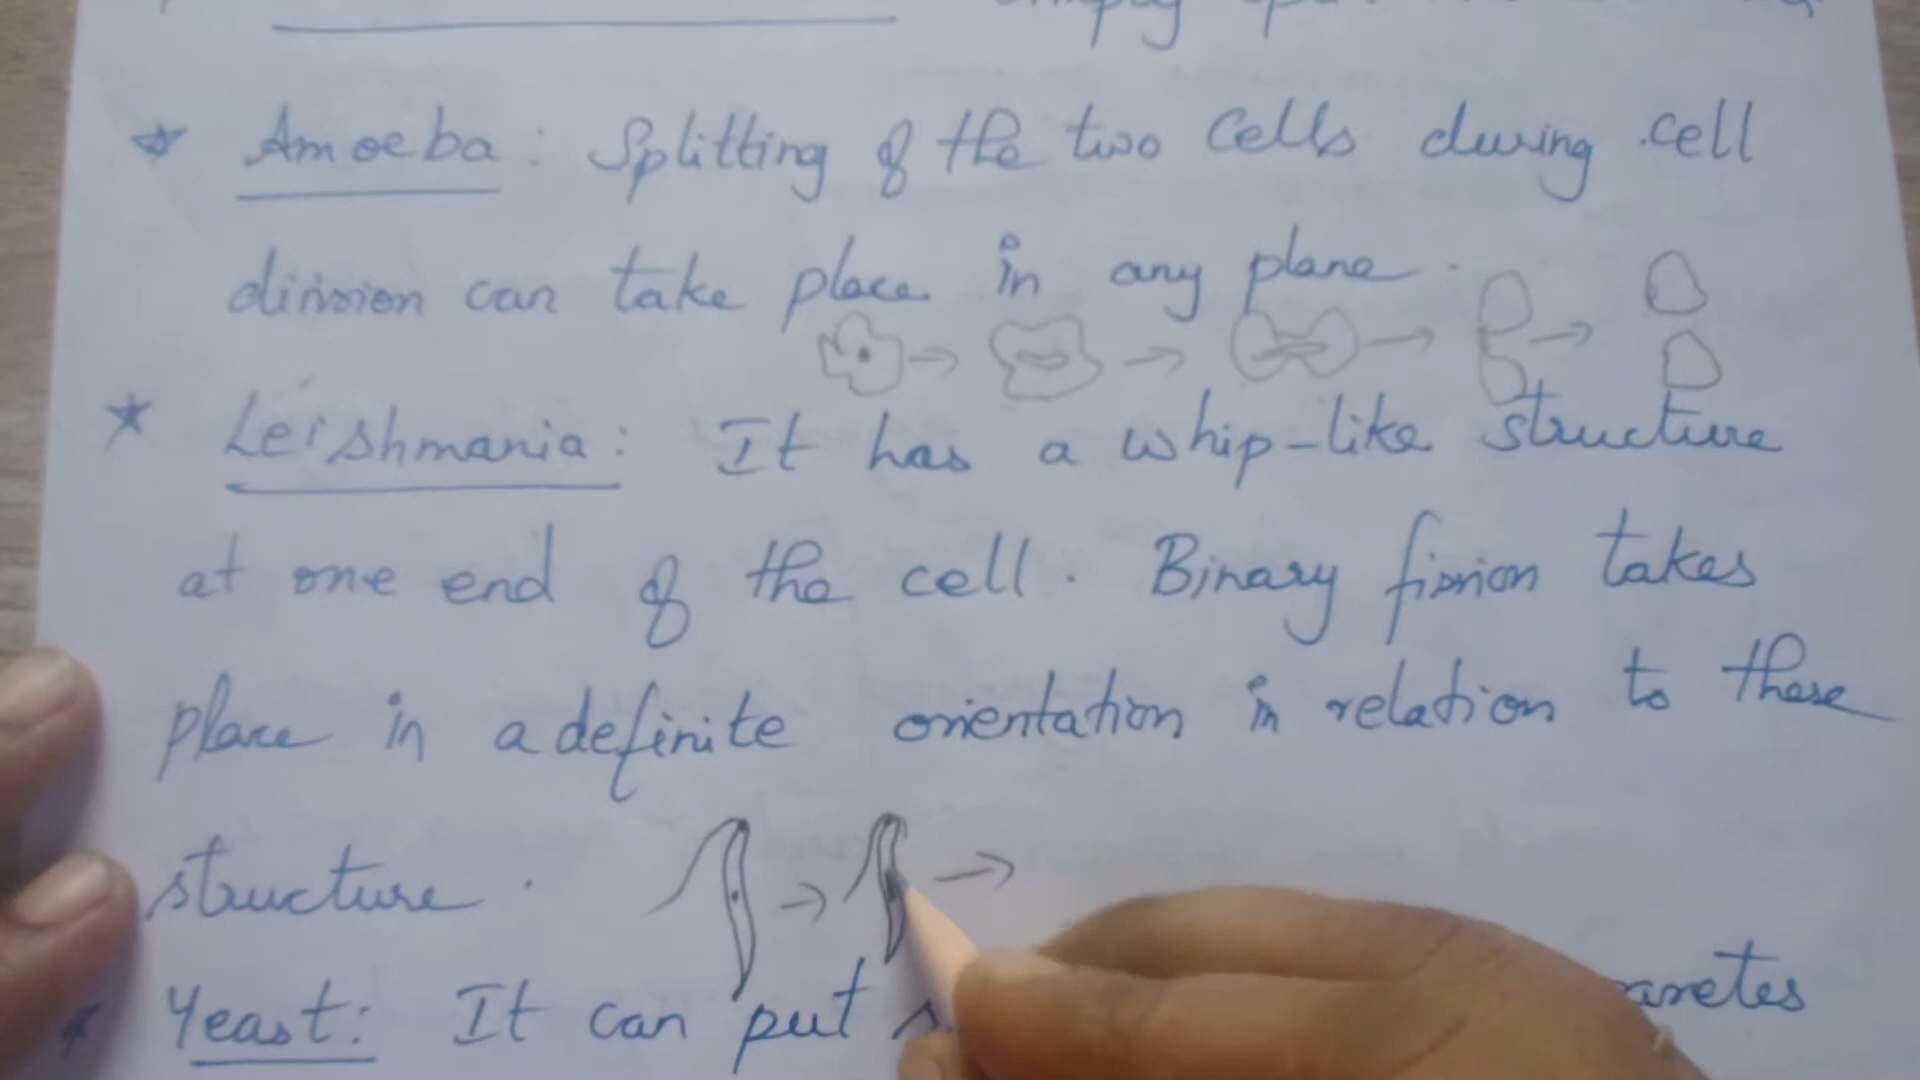 ★ Amoeba: Splitting of the two cells during cell
division can take place in any plane.
★ Leishmania: It has a whip-like structure
at one end of the cell. Binary fission takes
place in a definite orientation in relation to these
structure.
Yeast: It can put